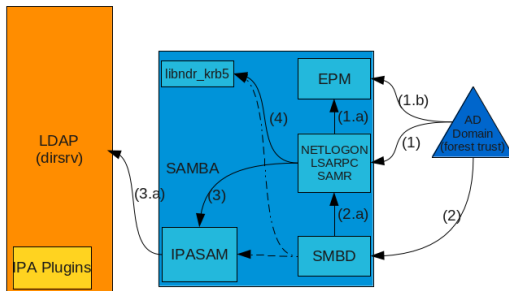 libndr_krb5
EPM
(1.b)
(4)
(1.a)
AD
Domain
(forest trust)
(1)
LDAP
(dirsrv)
NETLOGON
LSARPC
SAMR
SAMBA
(3.a)
(3)
(2.a)
(2)
IPA Plugins
IPASAM
SMBD